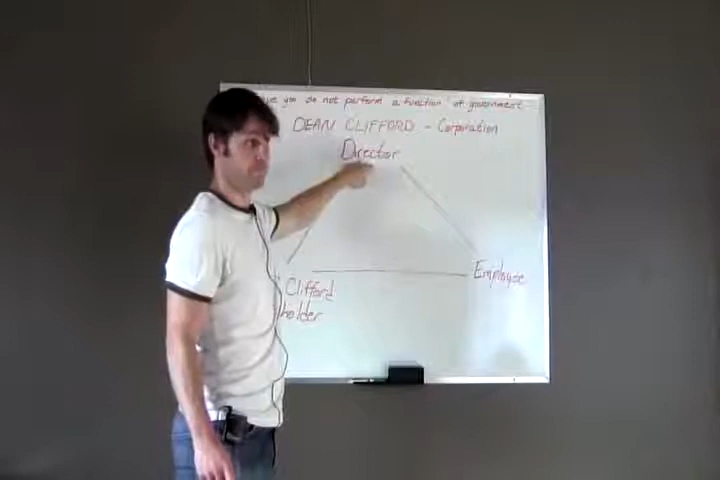 you do not perform a "function of government
DEAN CLIFFORD - Corporation
Director
Employee
Clifford
holder